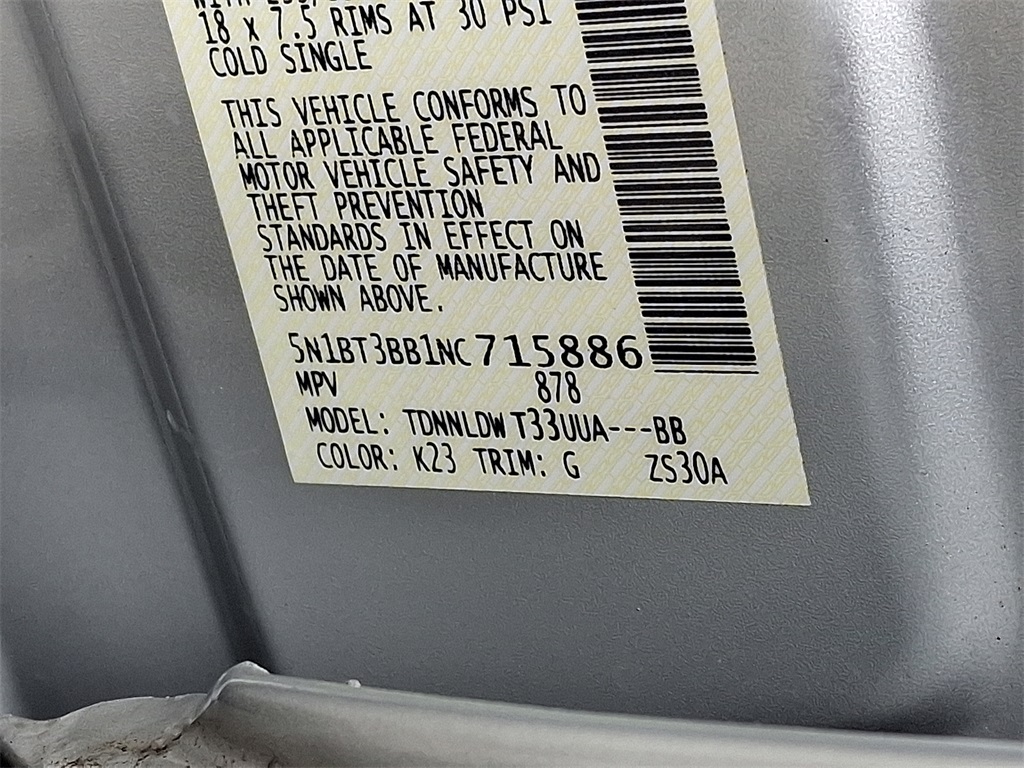 18 X 7.5 RIMS AT 30 PSI
COLD SINGLE
THIS VEHICLE CONFORMS TO
ALL APPLICABLE FEDERAL
MOTOR VEHICLE SAFETY AND
THEFT PREVENTION
STANDARDS IN EFFECT ON
THE DATE OF MANUFACTURE
SHOWN ABOVE.
5N1BT3BB1NC715886
MPV 878
MODEL: TDNNLDW T33UUA---BB
COLOR: K23 TRIM: G ZS30A